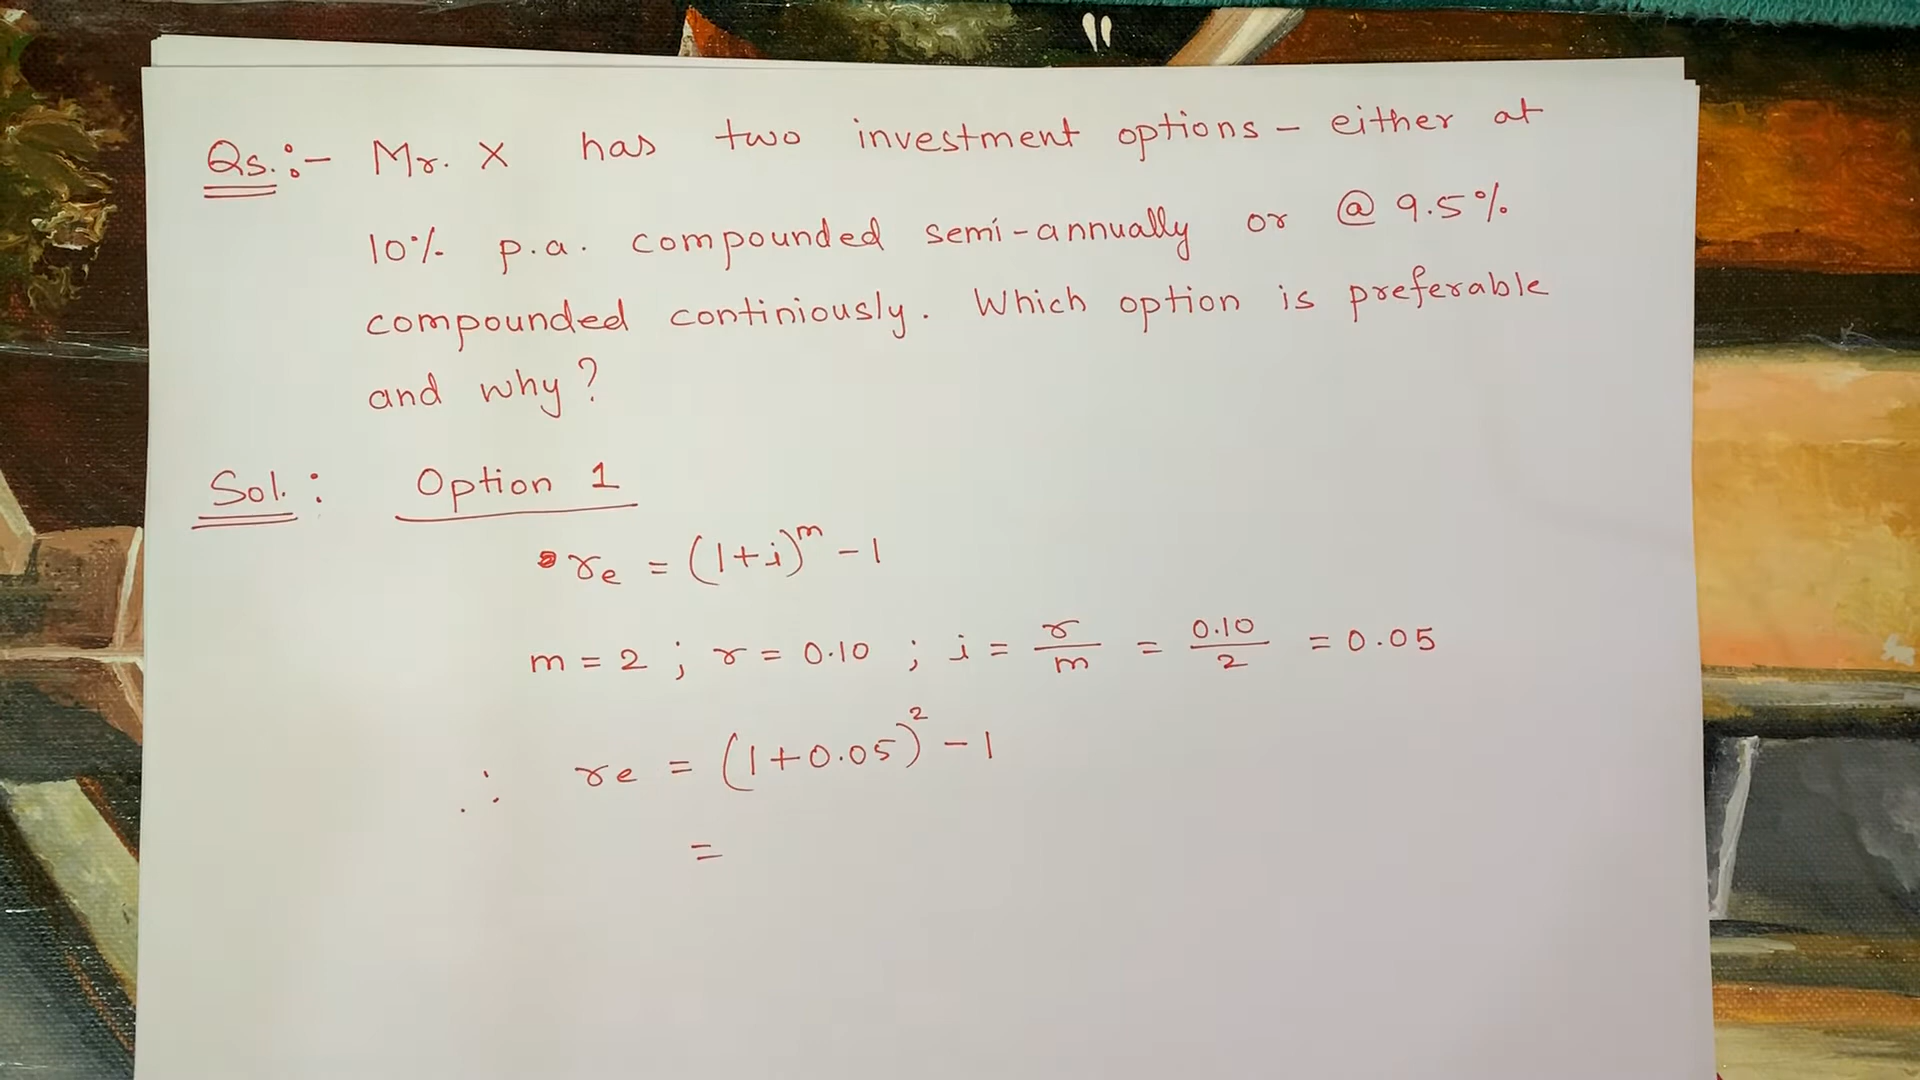 Qs.:- Mr. X has two investment options - either at
10% p.a. compounded semi-annually or @ 9.5%
compounded continiously. Which option is preferable
and why?
Sol.: Option 1
re = (1+i)^m - 1
m = 2 ; r = 0.10 ; i = r/m = 0.10/2 = 0.05
∴ re = (1+0.05)^2 - 1
=